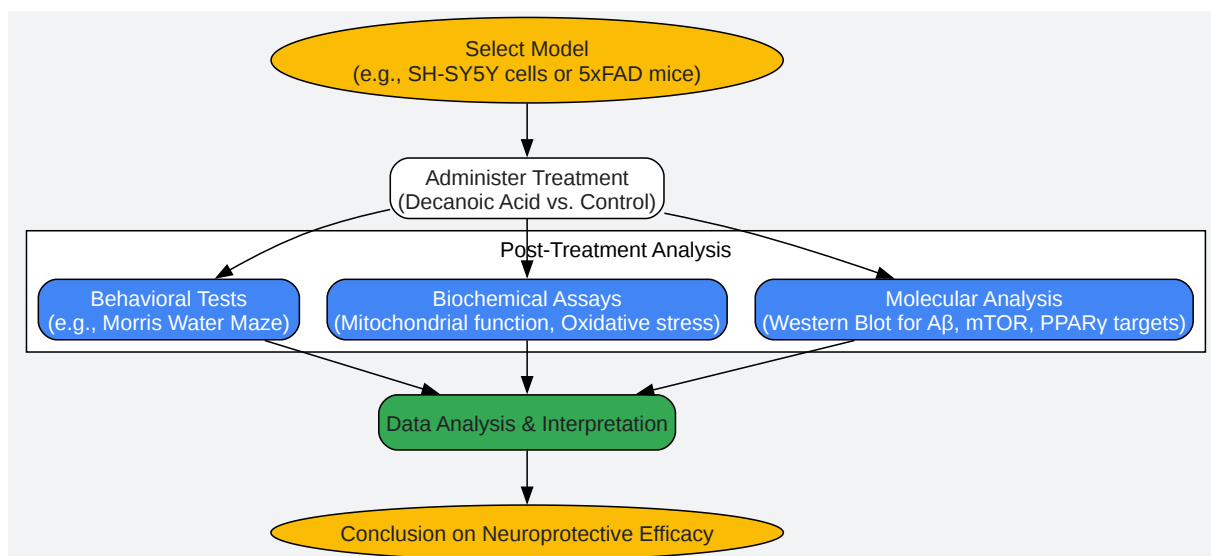 Select Model
(e.g., SH-SY5Y cells or 5xFAD mice)
Administer Treatment
(Decanoic Acid vs. Control)
Post-Treatment Analysis
Behavioral Tests
(e.g., Morris Water Maze)
Biochemical Assays
(Mitochondrial function, Oxidative stress)
Molecular Analysis
(Western Blot for Aβ, mTOR, PPARγ targets)
Data Analysis & Interpretation
Conclusion on Neuroprotective Efficacy